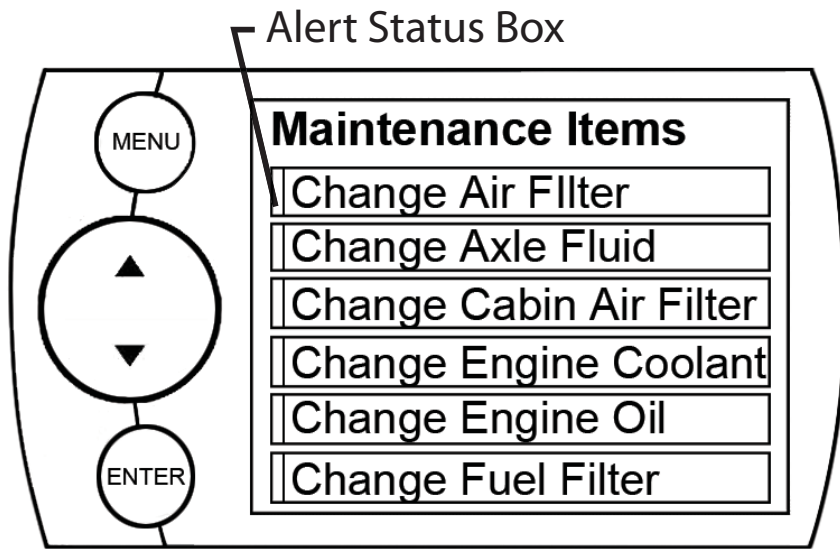 Alert Status Box
MENU
Maintenance Items
Change Air FIlter
Change Axle Fluid
Change Cabin Air Filter
Change Engine Coolant
Change Engine Oil
ENTER
Change Fuel Filter